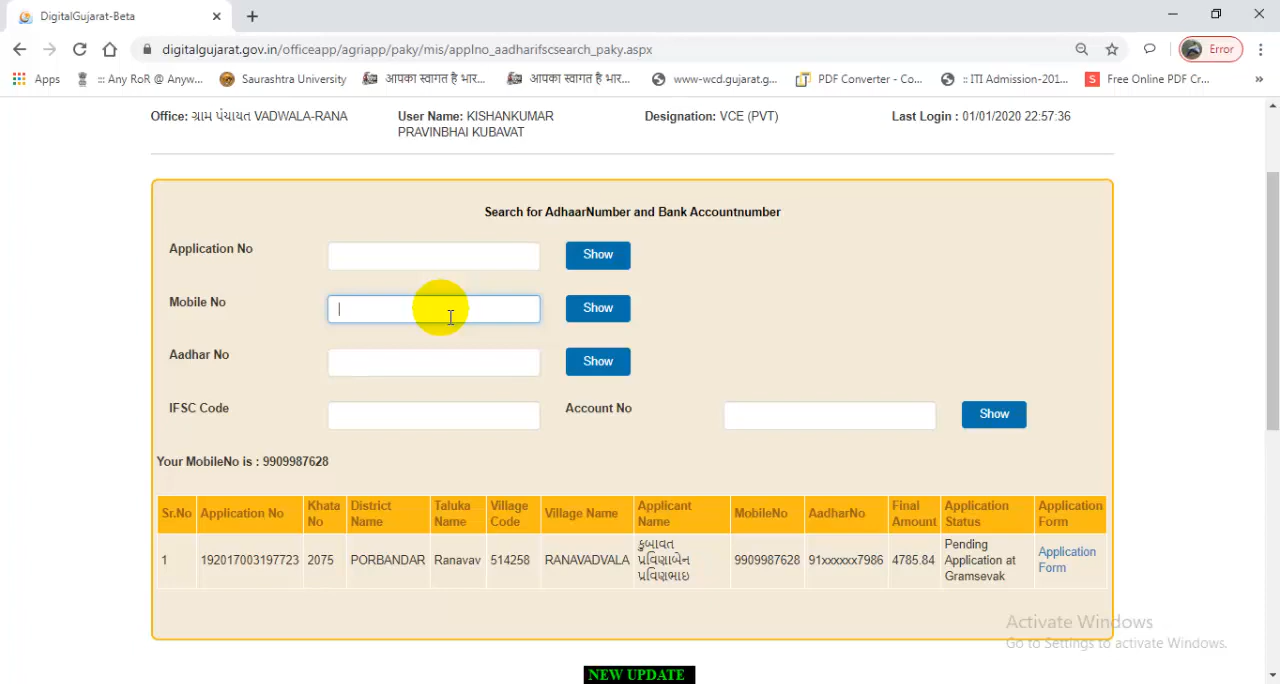 DigitalGujarat-Beta
digitalgujarat.gov.in/officeapp/agriapp/paky/mis/applno_aadharifscsearch_paky.aspx
Error
Apps
::: Any RoR @ Anyw...
Saurashtra University
आपका स्वागत है भार...
आपका स्वागत है भार...
www-wcd.gujarat.g...
PDF Converter - Co...
:: ITI Admission-201...
S
Free Online PDF Cr...
»
Office: ગ્રામ પંચાયત VADWALA-RANA
User Name: KISHANKUMAR
PRAVINBHAI KUBAVAT
Designation: VCE (PVT)
Last Login : 01/01/2020 22:57:36
Search for AdhaarNumber and Bank Accountnumber
Application No
Show
Mobile No
Show
Aadhar No
Show
IFSC Code
Account No
Show
Your MobileNo is : 9909987628
Sr.No Application No Khata No District Name Taluka Name Village Code Village Name Applicant Name MobileNo AadharNo Final Amount Application Status Application Form
1 192017003197723 2075 PORBANDAR Ranavav 514258 RANAVADVALA કુબાવત પ્રવિણાબેન પ્રવિણભાઇ 9909987628 91xxxxxx7986 4785.84 Pending Application at Gramsevak Application Form
Activate Windows
Go to Settings to activate Windows.
NEW UPDATE